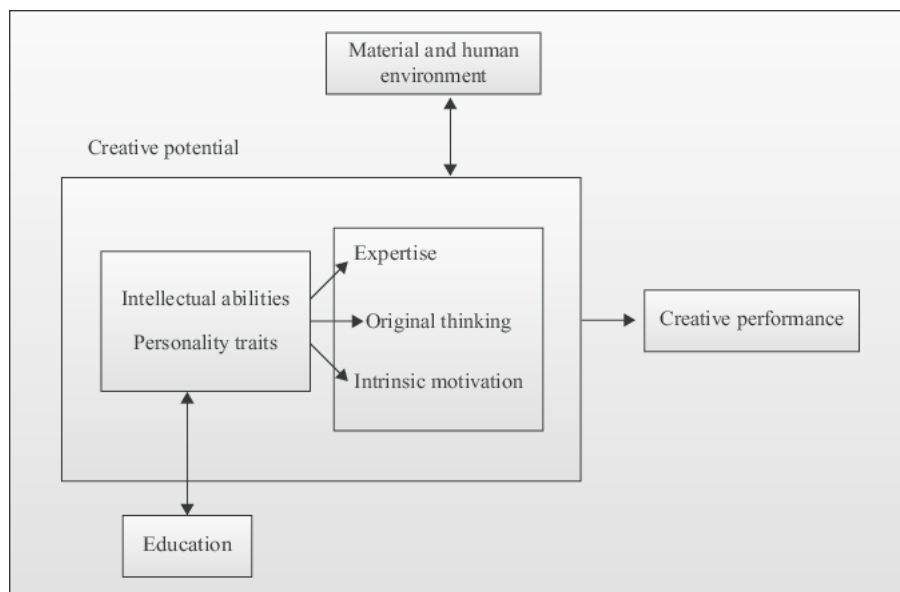 Material and human
environment
Creative potential
Expertise
Intellectual abilities
Original thinking
Creative performance
Personality traits
Intrinsic motivation
Education